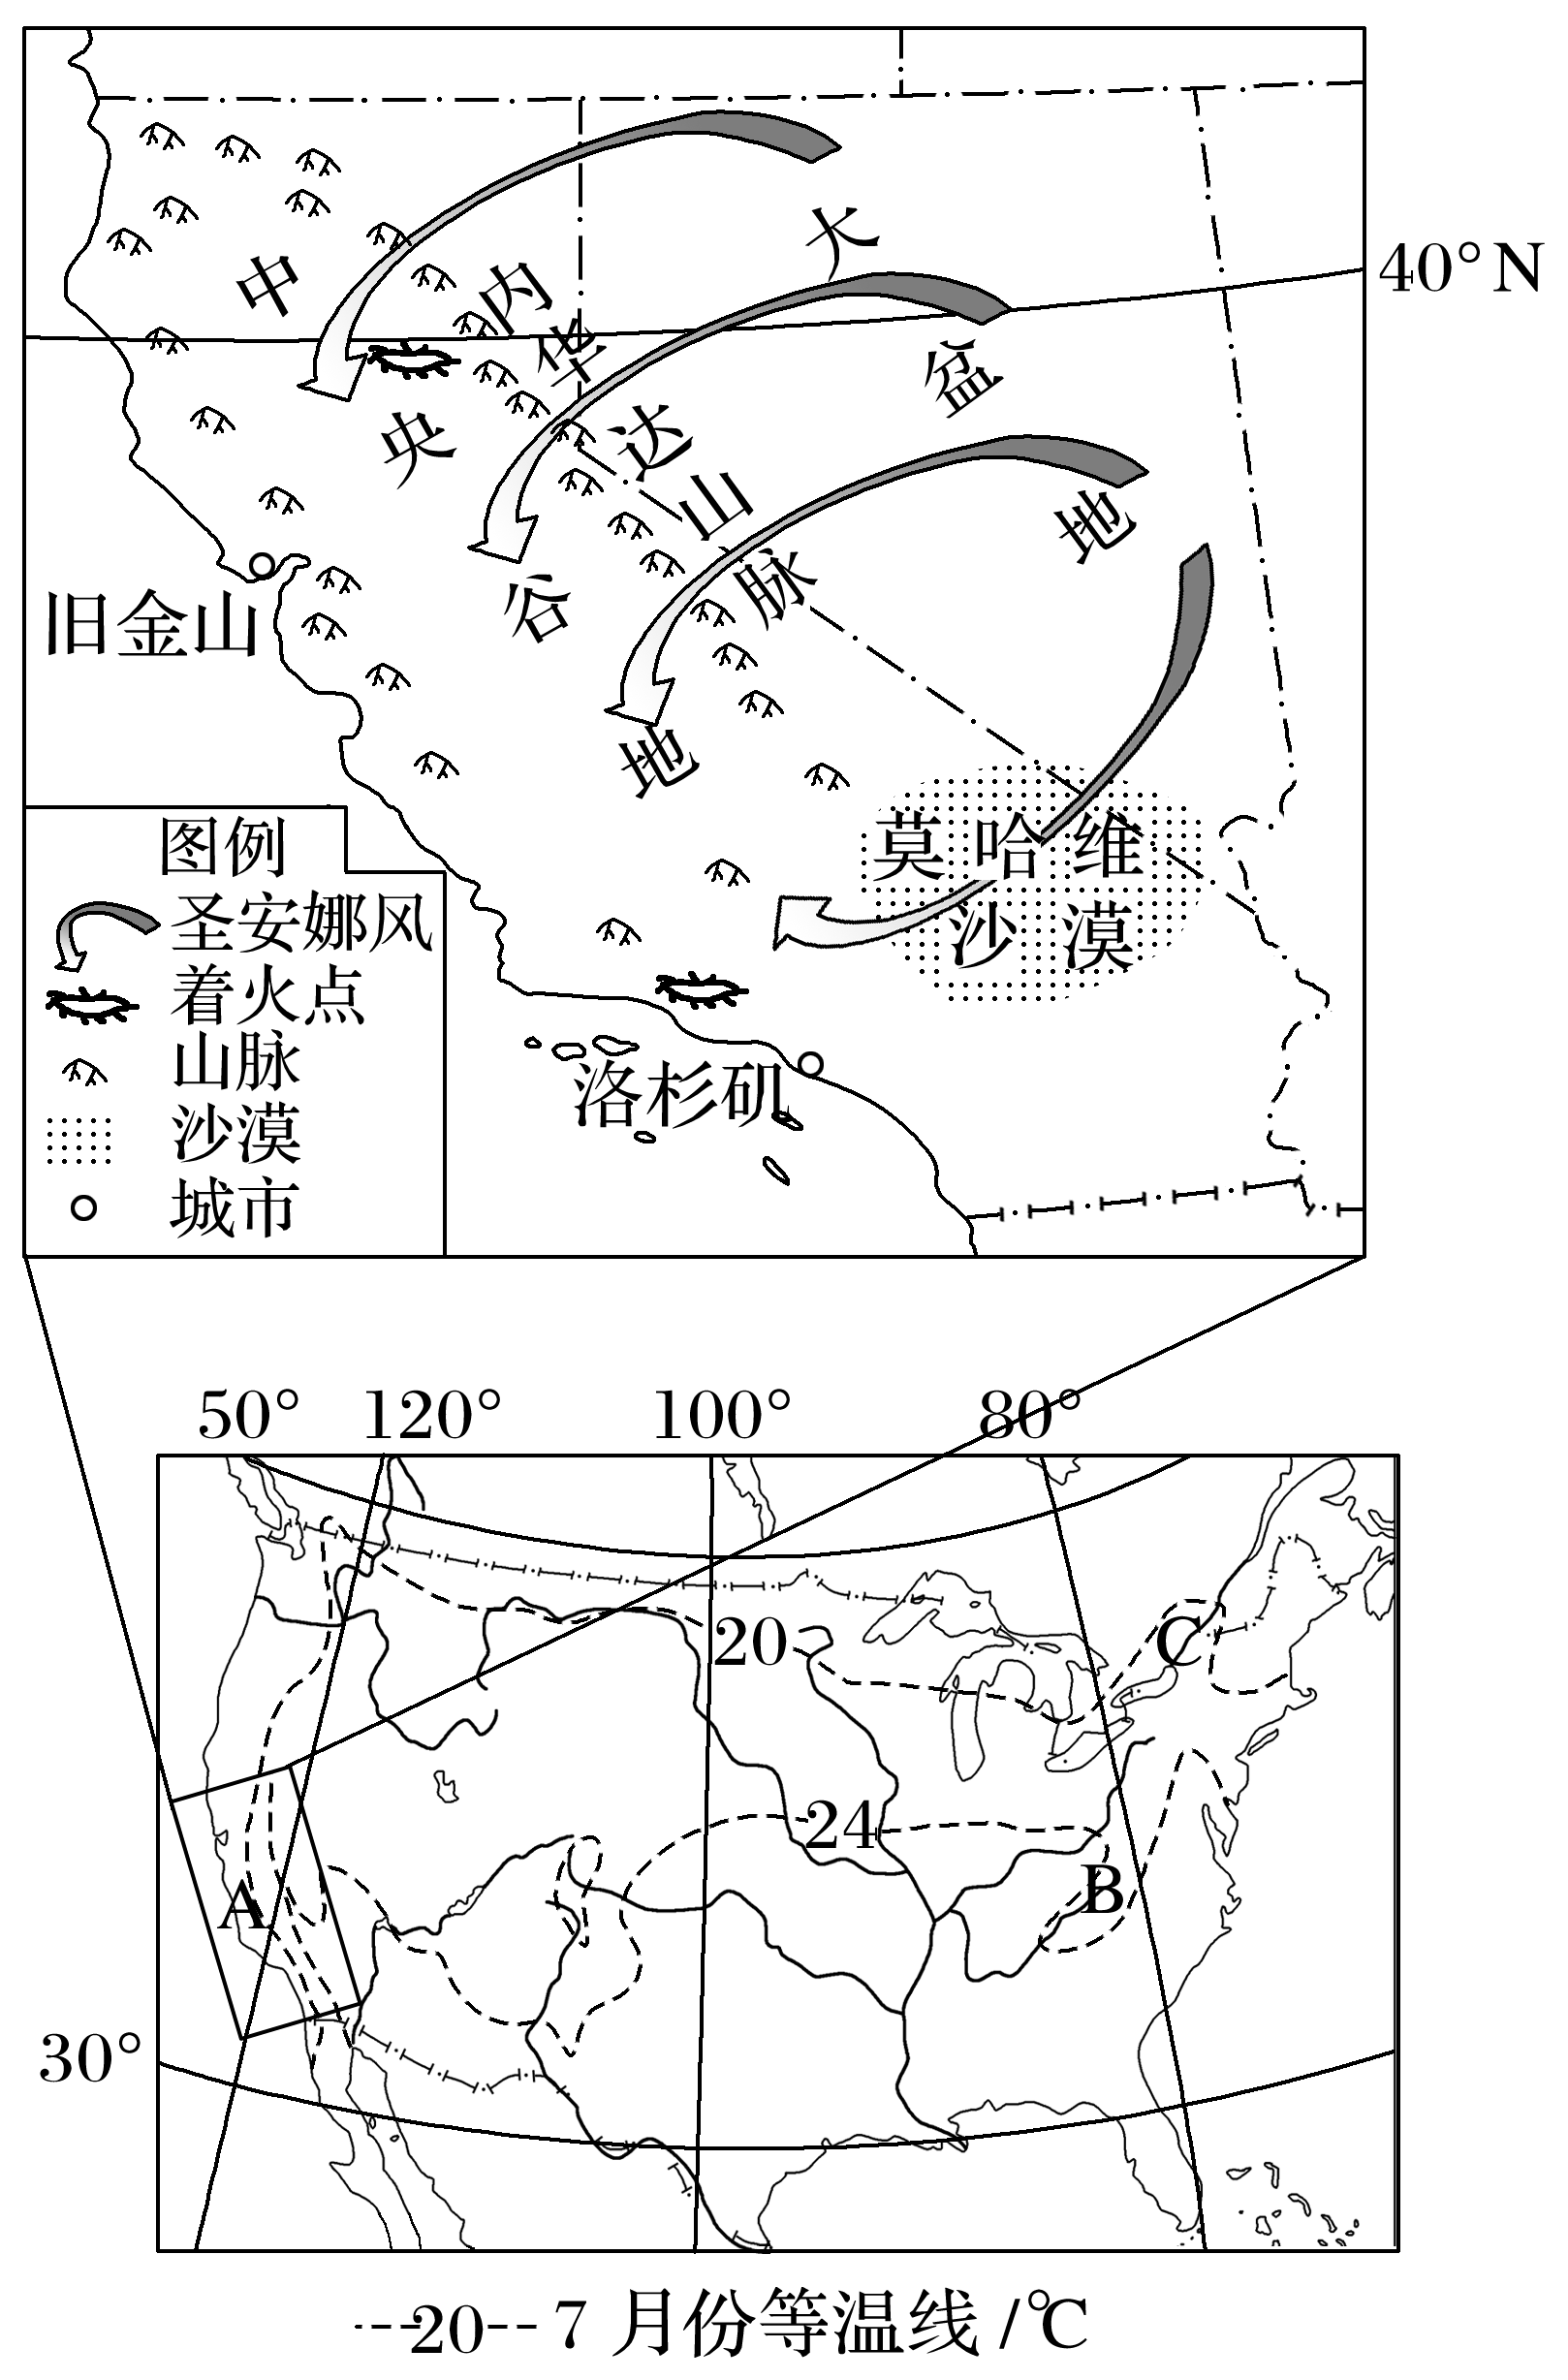 大盆地
40°N
中央谷地
内华达山脉
旧金山
莫哈维
沙漠
洛杉矶
图例
圣安娜风
着火点
山脉
沙漠
城市
50° 120° 100° 80°
20
C
24
B
A
30°
20 7月份等温线/℃